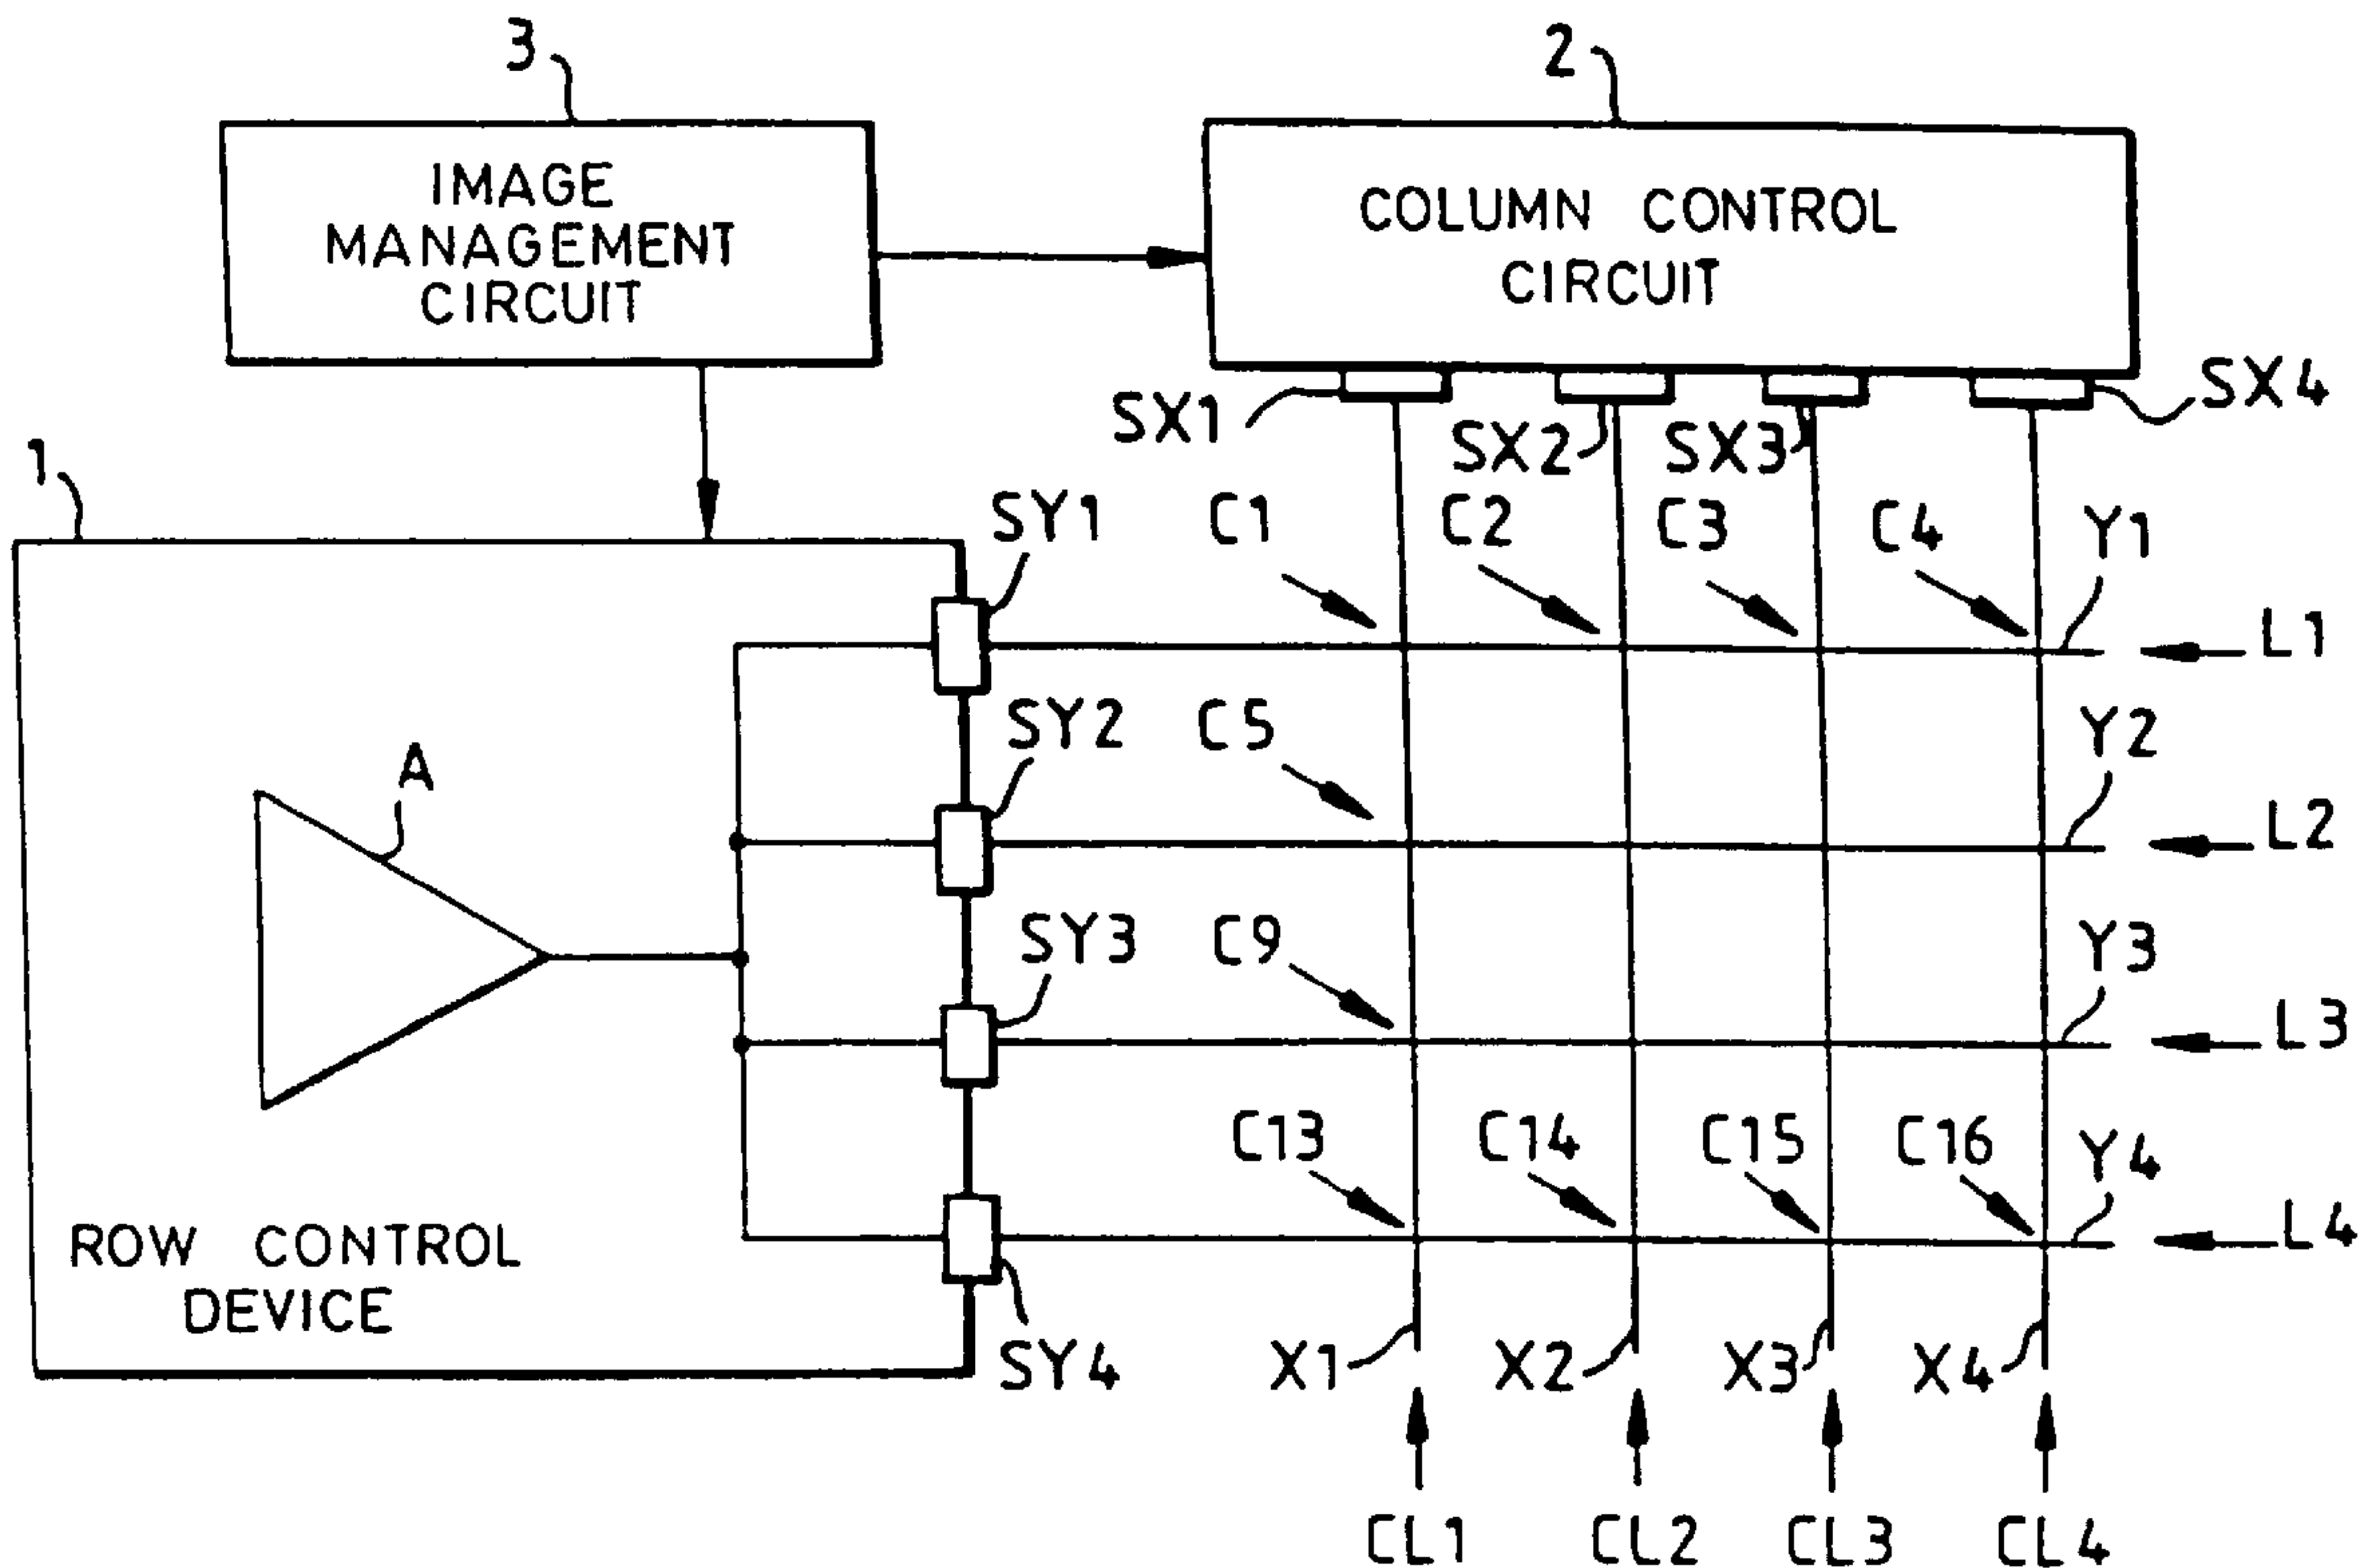 3
2
IMAGE
MANAGEMENT
CIRCUIT
COLUMN CONTROL
CIRCUIT
SX1
SX2
SX3
SX4
1
SY1
C1
C2
C3
C4
Y1
L1
SY2
C5
Y2
L2
A
SY3
C9
Y3
L3
C13
C14
C15
C16
Y4
L4
ROW CONTROL
DEVICE
SY4
X1
X2
X3
X4
CL1
CL2
CL3
CL4